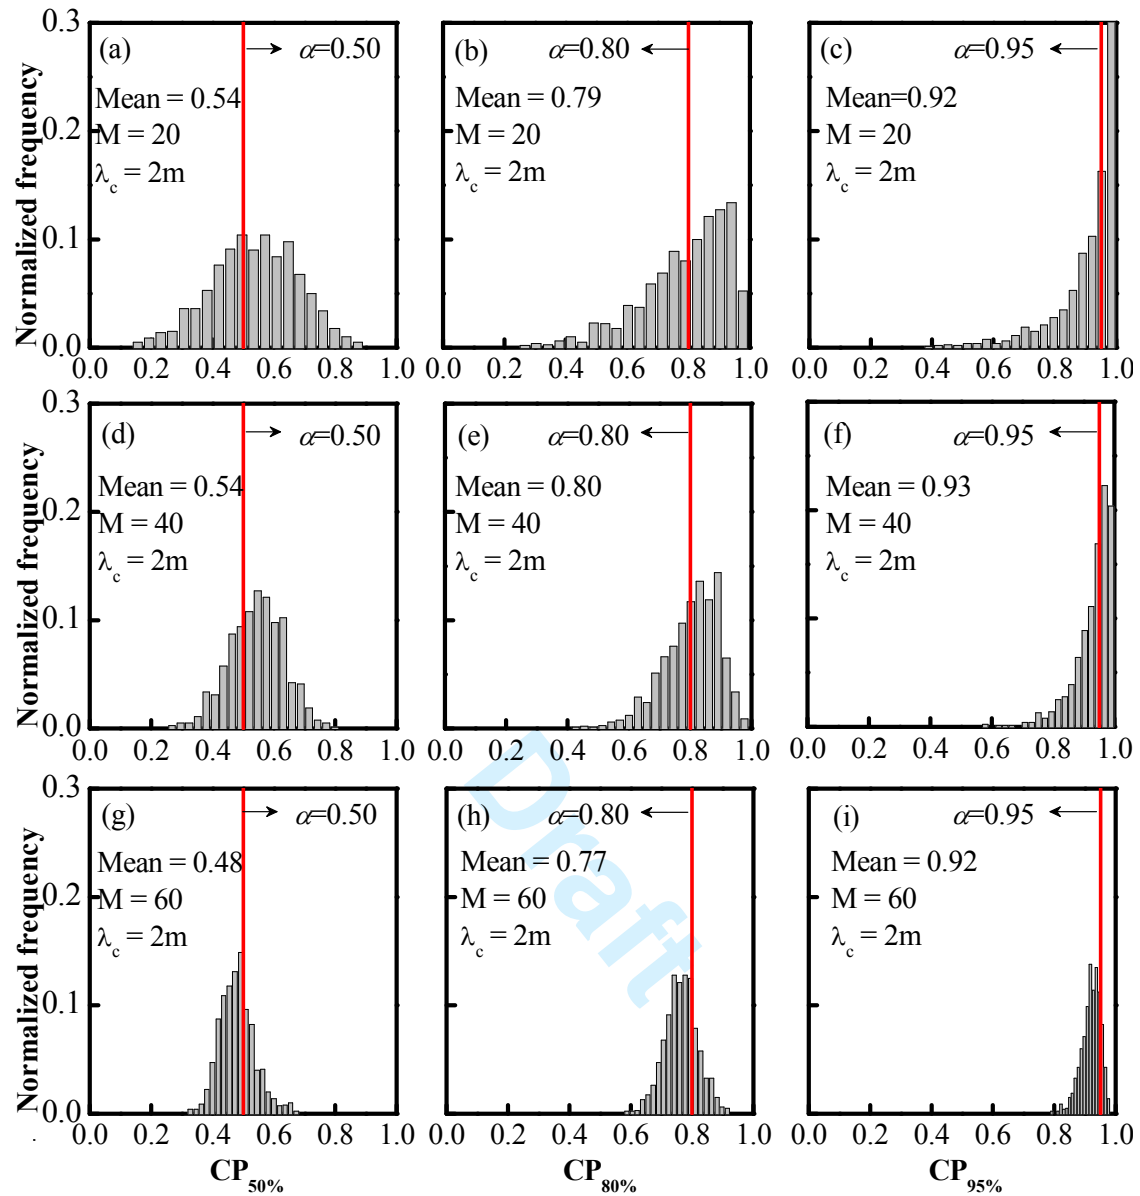 (a) α=0.50
Mean = 0.54
M = 20
λc = 2m
Normalized frequency
0.3
0.2
0.1
0.0
0.0 0.2 0.4 0.6 0.8 1.0
(b) α=0.80
Mean = 0.79
M = 20
λc = 2m
0.0 0.2 0.4 0.6 0.8 1.0
(c) α=0.95
Mean=0.92
M = 20
λc = 2m
0.0 0.2 0.4 0.6 0.8 1.0
(d) α=0.50
Mean = 0.54
M = 40
λc = 2m
Normalized frequency
0.3
0.2
0.1
0.0
0.0 0.2 0.4 0.6 0.8 1.0
(e) α=0.80
Mean = 0.80
M = 40
λc = 2m
0.0 0.2 0.4 0.6 0.8 1.0
(f) α=0.95
Mean = 0.93
M = 40
λc = 2m
0.0 0.2 0.4 0.6 0.8 1.0
(g) α=0.50
Mean = 0.48
M = 60
λc = 2m
Normalized frequency
0.3
0.2
0.1
0.0
0.0 0.2 0.4 0.6 0.8 1.0
CP50%
(h) α=0.80
Mean = 0.77
M = 60
λc = 2m
0.0 0.2 0.4 0.6 0.8 1.0
CP80%
(i) α=0.95
Mean = 0.92
M = 60
λc = 2m
0.0 0.2 0.4 0.6 0.8 1.0
CP95%
Draft